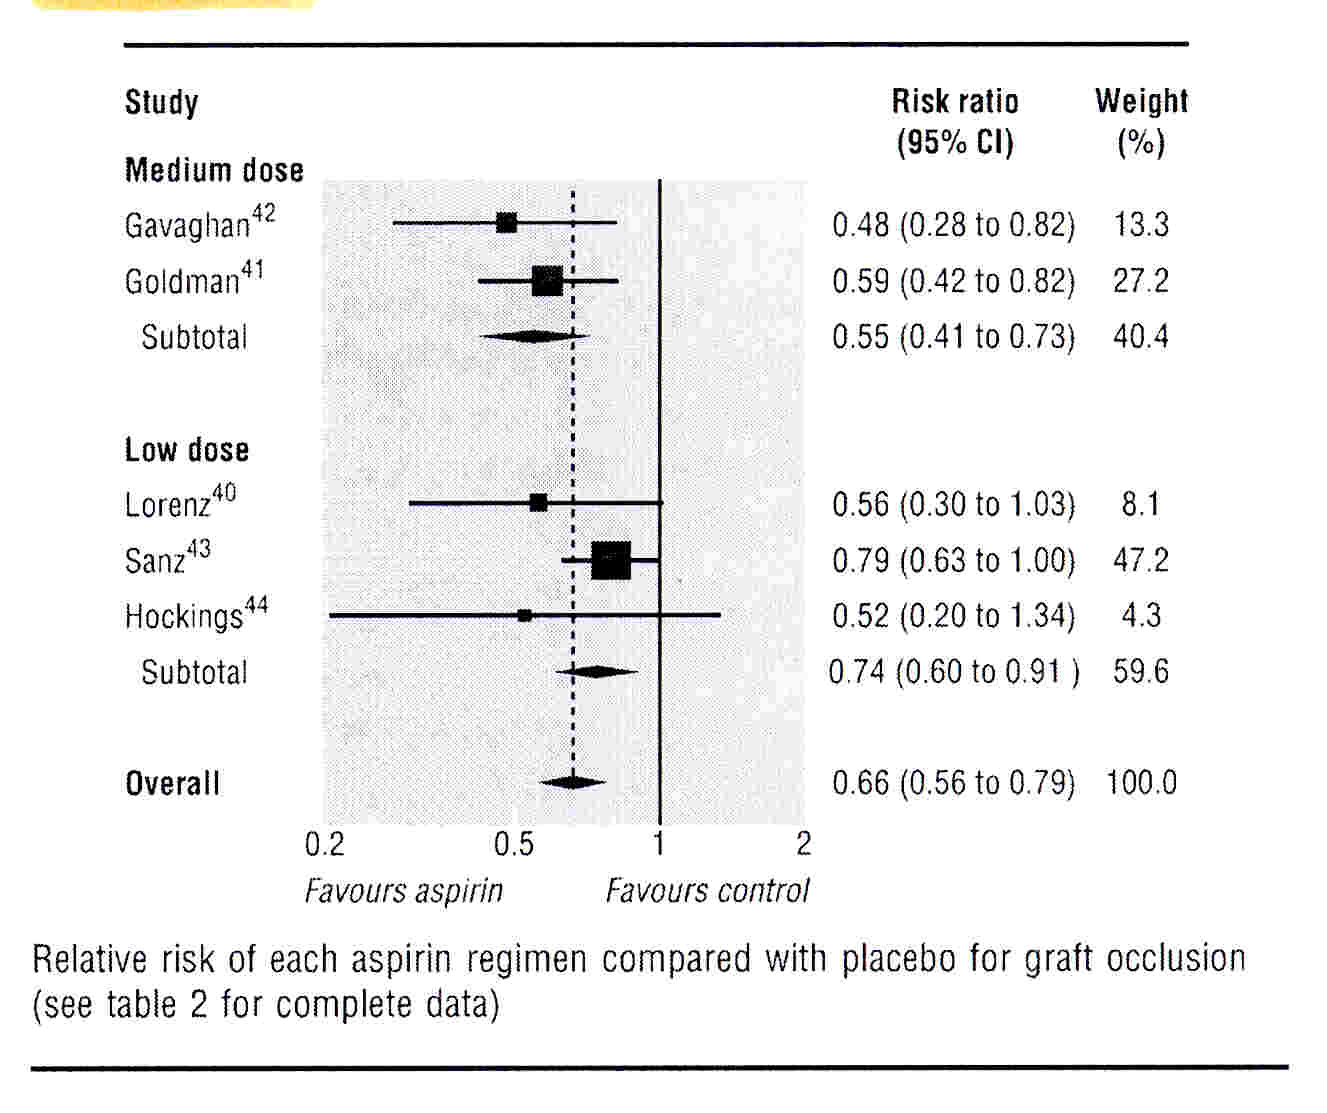 Study Risk ratio Weight
(95% CI) (%)
Medium dose
Gavaghan42 0.48 (0.28 to 0.82) 13.3
Goldman41 0.59 (0.42 to 0.82) 27.2
Subtotal 0.55 (0.41 to 0.73) 40.4
Low dose
Lorenz40 0.56 (0.30 to 1.03) 8.1
Sanz43 0.79 (0.63 to 1.00) 47.2
Hockings44 0.52 (0.20 to 1.34) 4.3
Subtotal 0.74 (0.60 to 0.91 ) 59.6
Overall 0.66 (0.56 to 0.79) 100.0
0.2 0.5 1 2
Favours aspirin Favours control
Relative risk of each aspirin regimen compared with placebo for graft occlusion
(see table 2 for complete data)